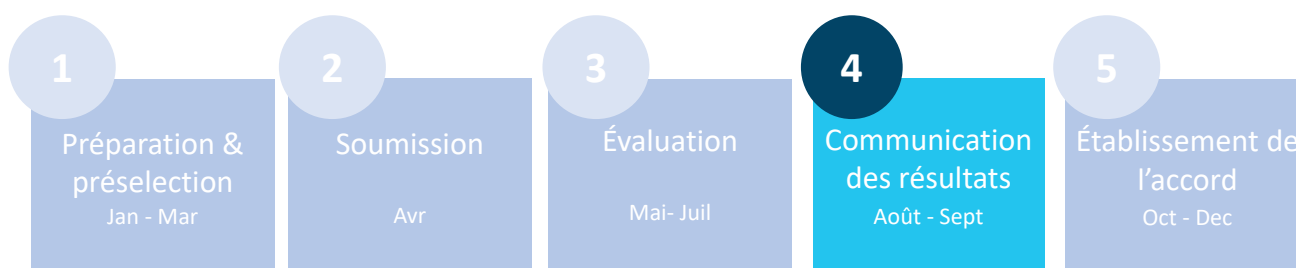 1
Préparation &
préselection
Jan - Mar
2
Soumission
Avr
3
Évaluation
Mai- Juil
4
Communication
des résultats
Août - Sept
5
Établissement de
l'accord
Oct - Dec